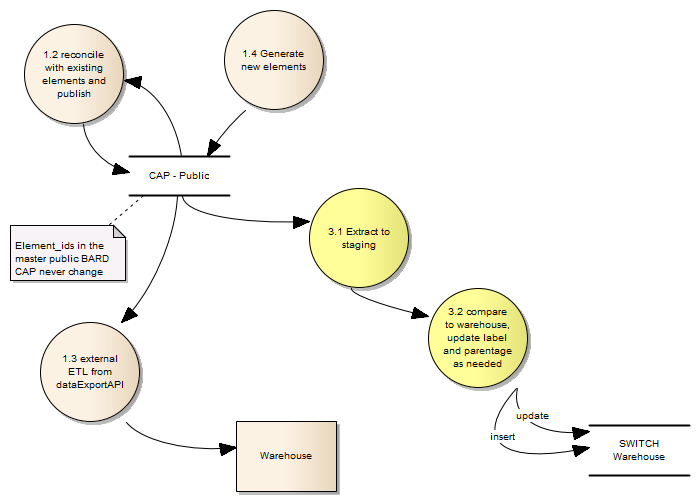 1.2 reconcile
with existing
elements and
publish
1.4 Generate
new elements
CAP - Public
Element_ids in the
master public BARD
CAP never change
3.1 Extract to
staging
3.2 compare
to warehouse,
update label
and parentage
as needed
1.3 external
ETL from
dataExportAPI
update
insert
Warehouse
SWITCH
Warehouse